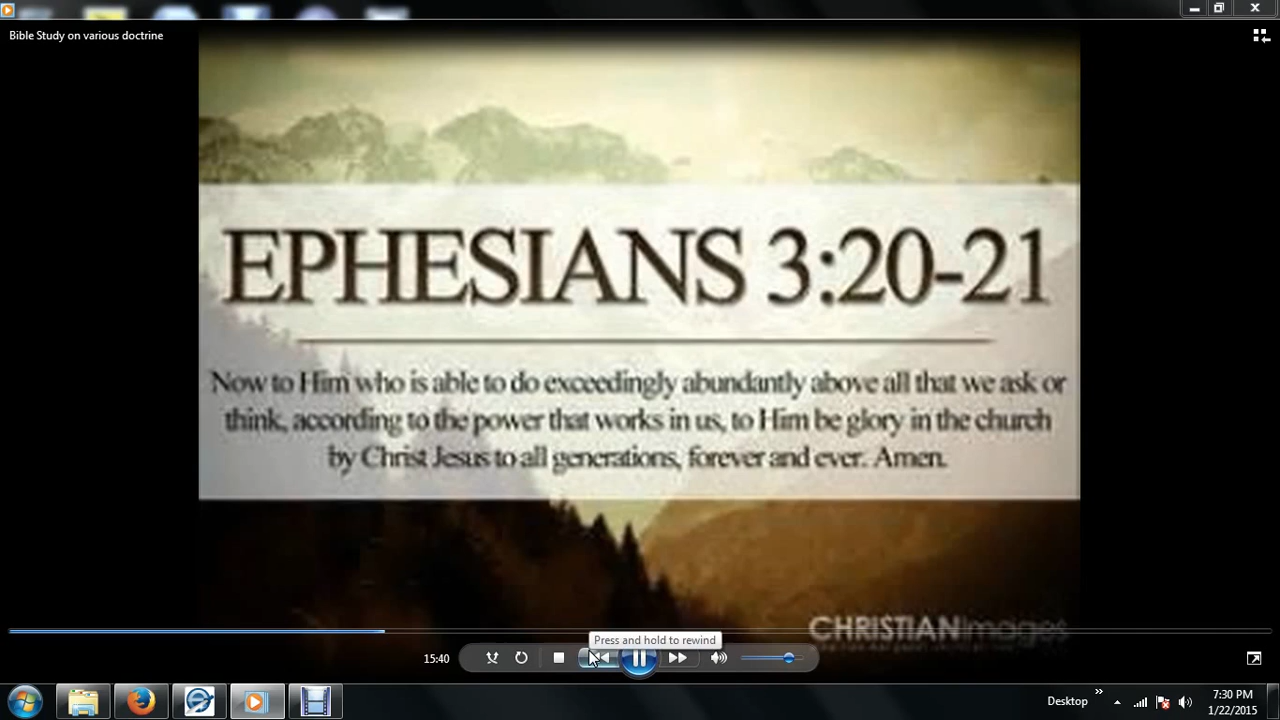 Bible Study on various doctrine
EPHESIANS 3:20-21
Now to Him who is able to do exceedingly abundantly above all that we ask or
think, according to the power that works in us, to Him be glory in the church
by Christ Jesus to all generations, forever and ever. Amen.
CHRISTIANimages
Press and hold to rewind
15:40
Desktop
7:30 PM
1/22/2015